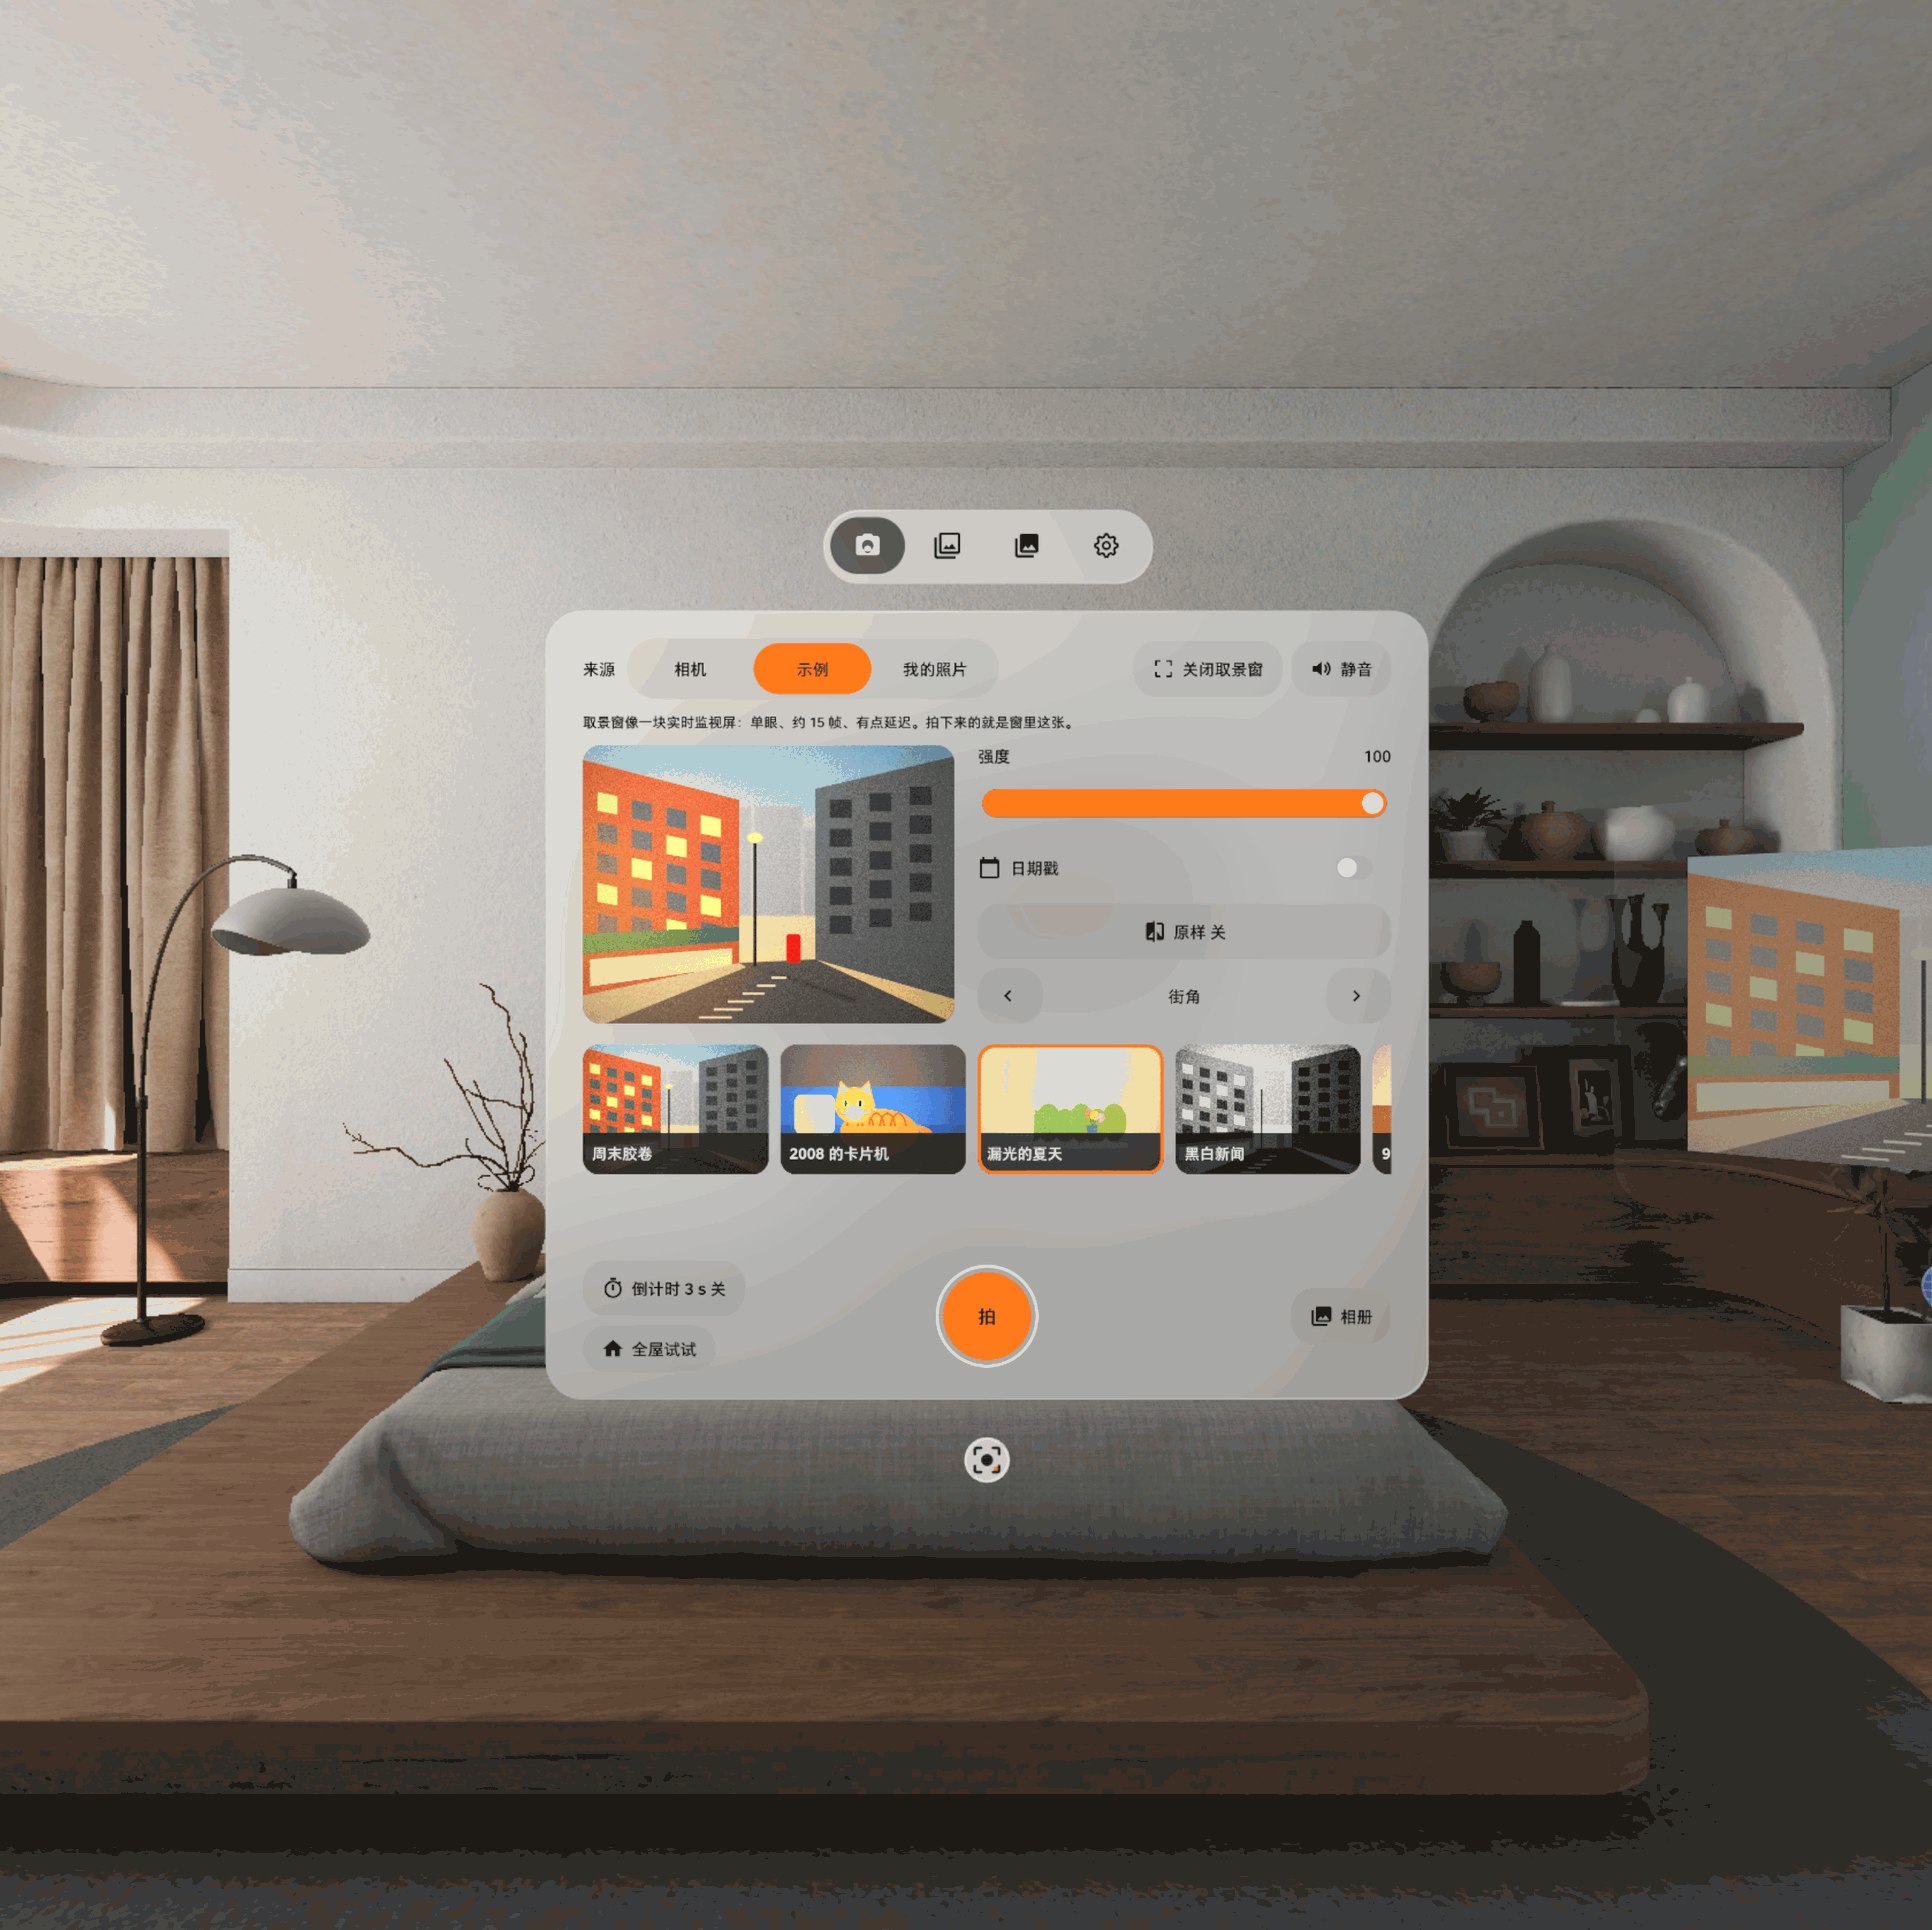 来源
相机
示例
我的照片
关闭取景窗
静音
取景窗像一块实时监视屏：单眼、约 15 帧、有点延迟。拍下来的就是窗里这张。
强度
100
日期戳
原样 关
街角
周末胶卷
2008 的卡片机
漏光的夏天
黑白新闻
9
倒计时 3 s 关
拍
相册
全屋试试